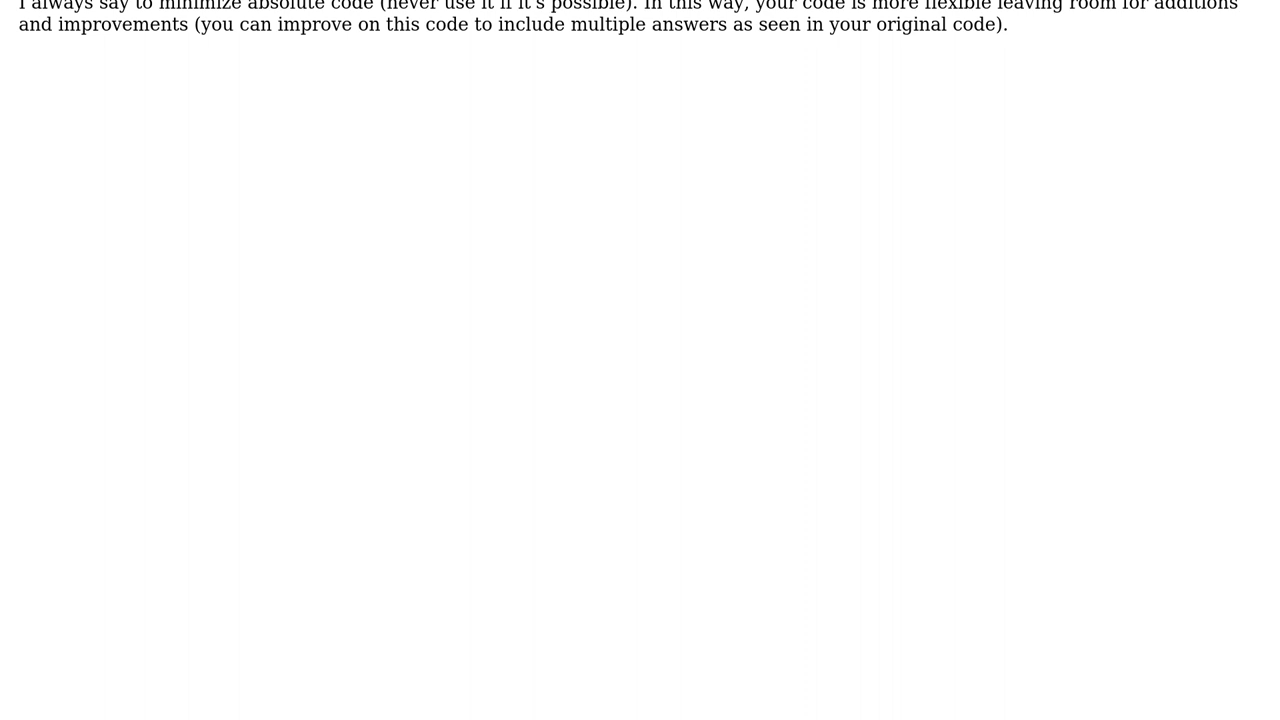 I always say to minimize absolute code (never use it if it's possible). In this way, your code is more flexible leaving room for additions
and improvements (you can improve on this code to include multiple answers as seen in your original code).